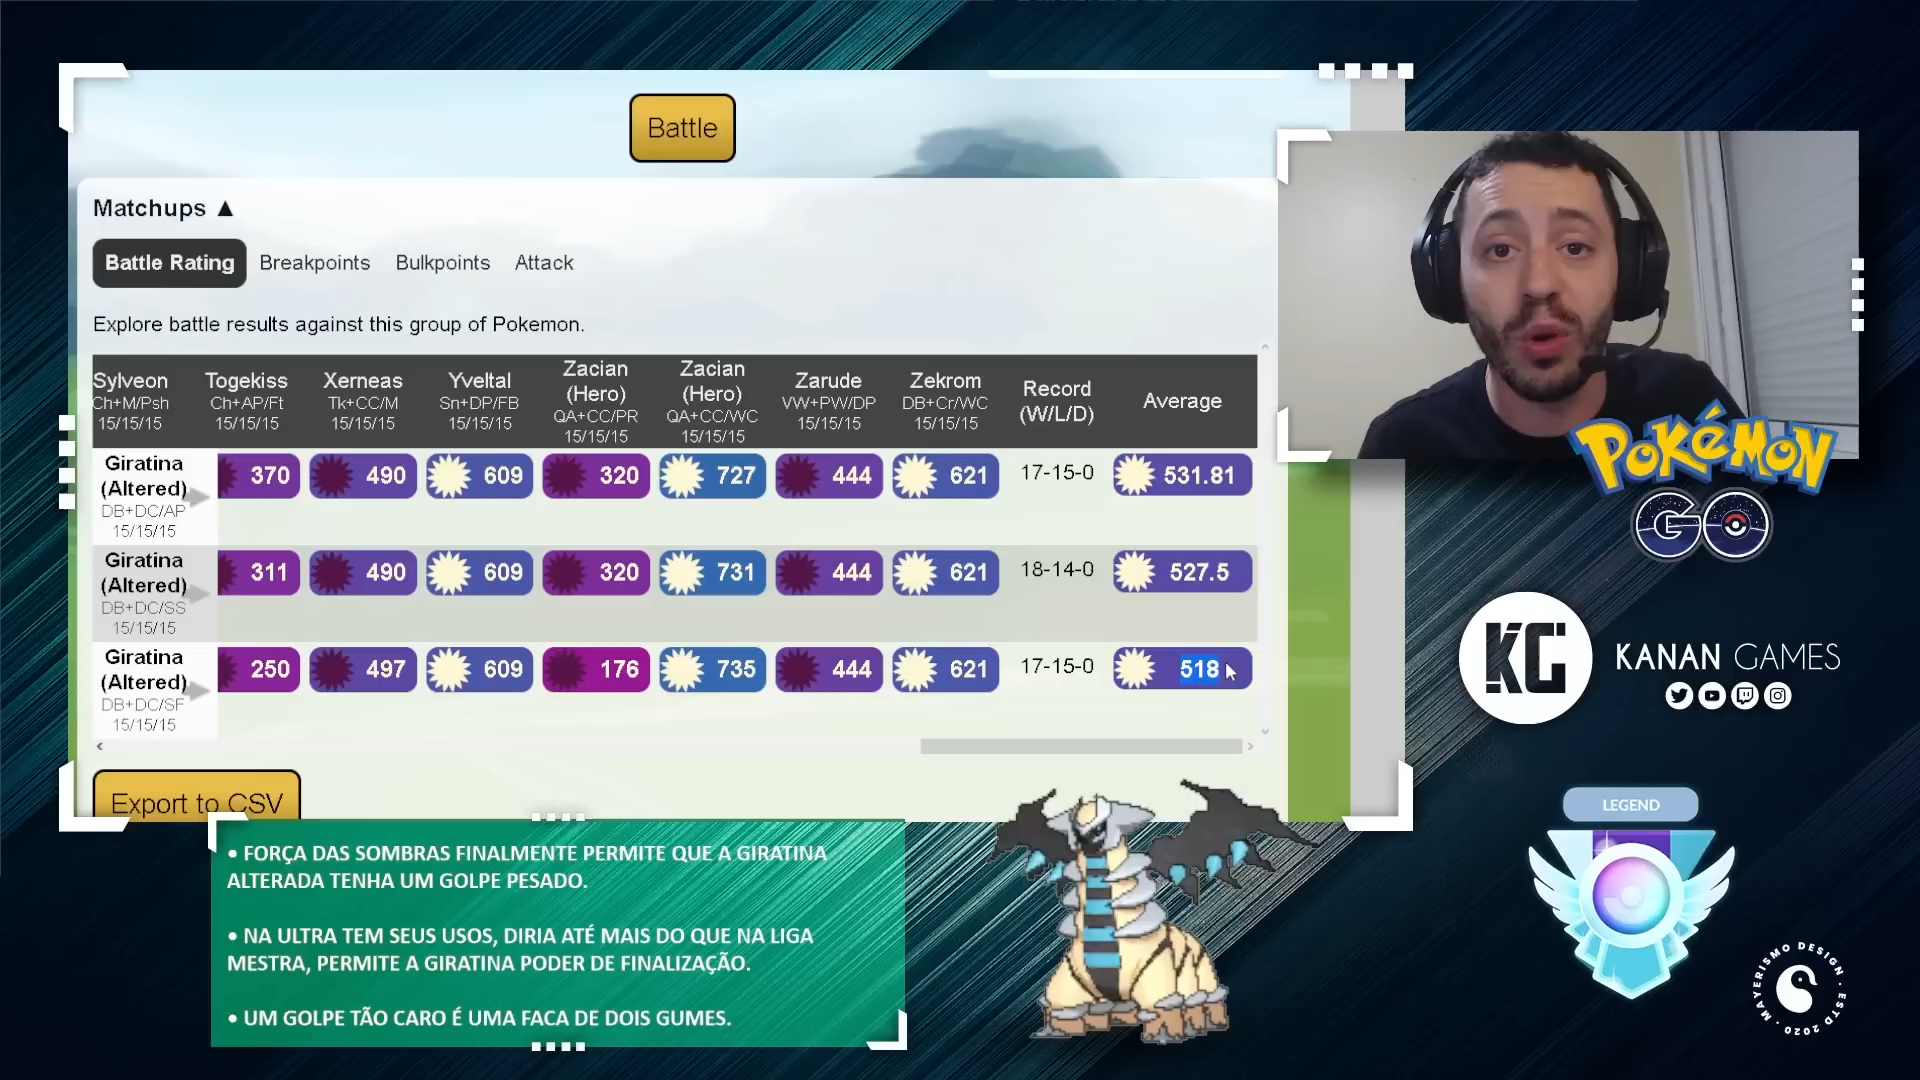 Battle
Matchups ▲
Battle Rating Breakpoints Bulkpoints Attack
Explore battle results against this group of Pokemon.
Sylveon Ch+M/Psh 15/15/15
Togekiss Ch+AP/Ft 15/15/15
Xerneas Tk+CC/M 15/15/15
Yveltal Sn+DP/FB 15/15/15
Zacian (Hero) QA+CC/PR 15/15/15
Zacian (Hero) QA+CC/WC 15/15/15
Zarude VW+PW/DP 15/15/15
Zekrom DB+Cr/WC 15/15/15
Record (W/L/D)
Average
Giratina (Altered) DB+DC/AP 15/15/15
370 490 609 320 727 444 621 17-15-0 531.81
Giratina (Altered) DB+DC/SS 15/15/15
311 490 609 320 731 444 621 18-14-0 527.5
Giratina (Altered) DB+DC/SF 15/15/15
250 497 609 176 735 444 621 17-15-0 518
Export to CSV
• FORÇA DAS SOMBRAS FINALMENTE PERMITE QUE A GIRATINA
ALTERADA TENHA UM GOLPE PESADO.
• NA ULTRA TEM SEUS USOS, DIRIA ATÉ MAIS DO QUE NA LIGA
MESTRA, PERMITE A GIRATINA PODER DE FINALIZAÇÃO.
• UM GOLPE TÃO CARO É UMA FACA DE DOIS GUMES.
POKéMON
GO
KG
KANAN GAMES
LEGEND
MAYERISMO DESIGN · ESTD 2020 ·